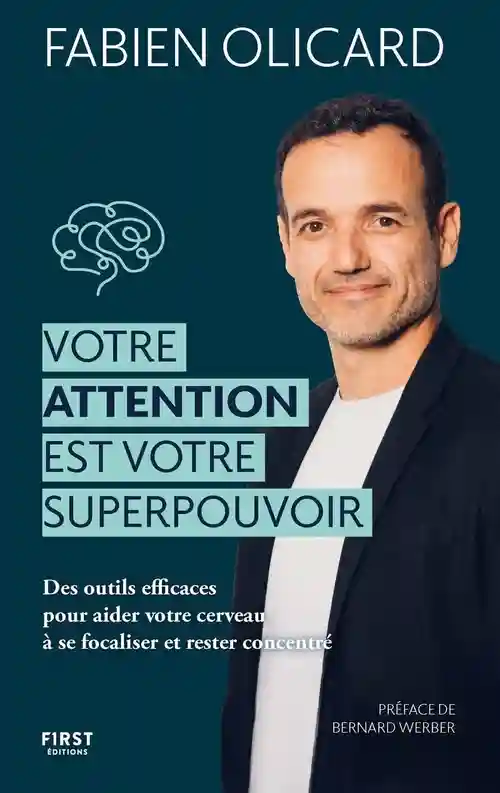 FABIEN OLICARD
VOTRE
ATTENTION
EST VOTRE
SUPERPOUVOIR
Des outils efficaces
pour aider votre cerveau
à se focaliser et rester concentré
PRÉFACE DE
BERNARD WERBER
FIRST
ÉDITIONS